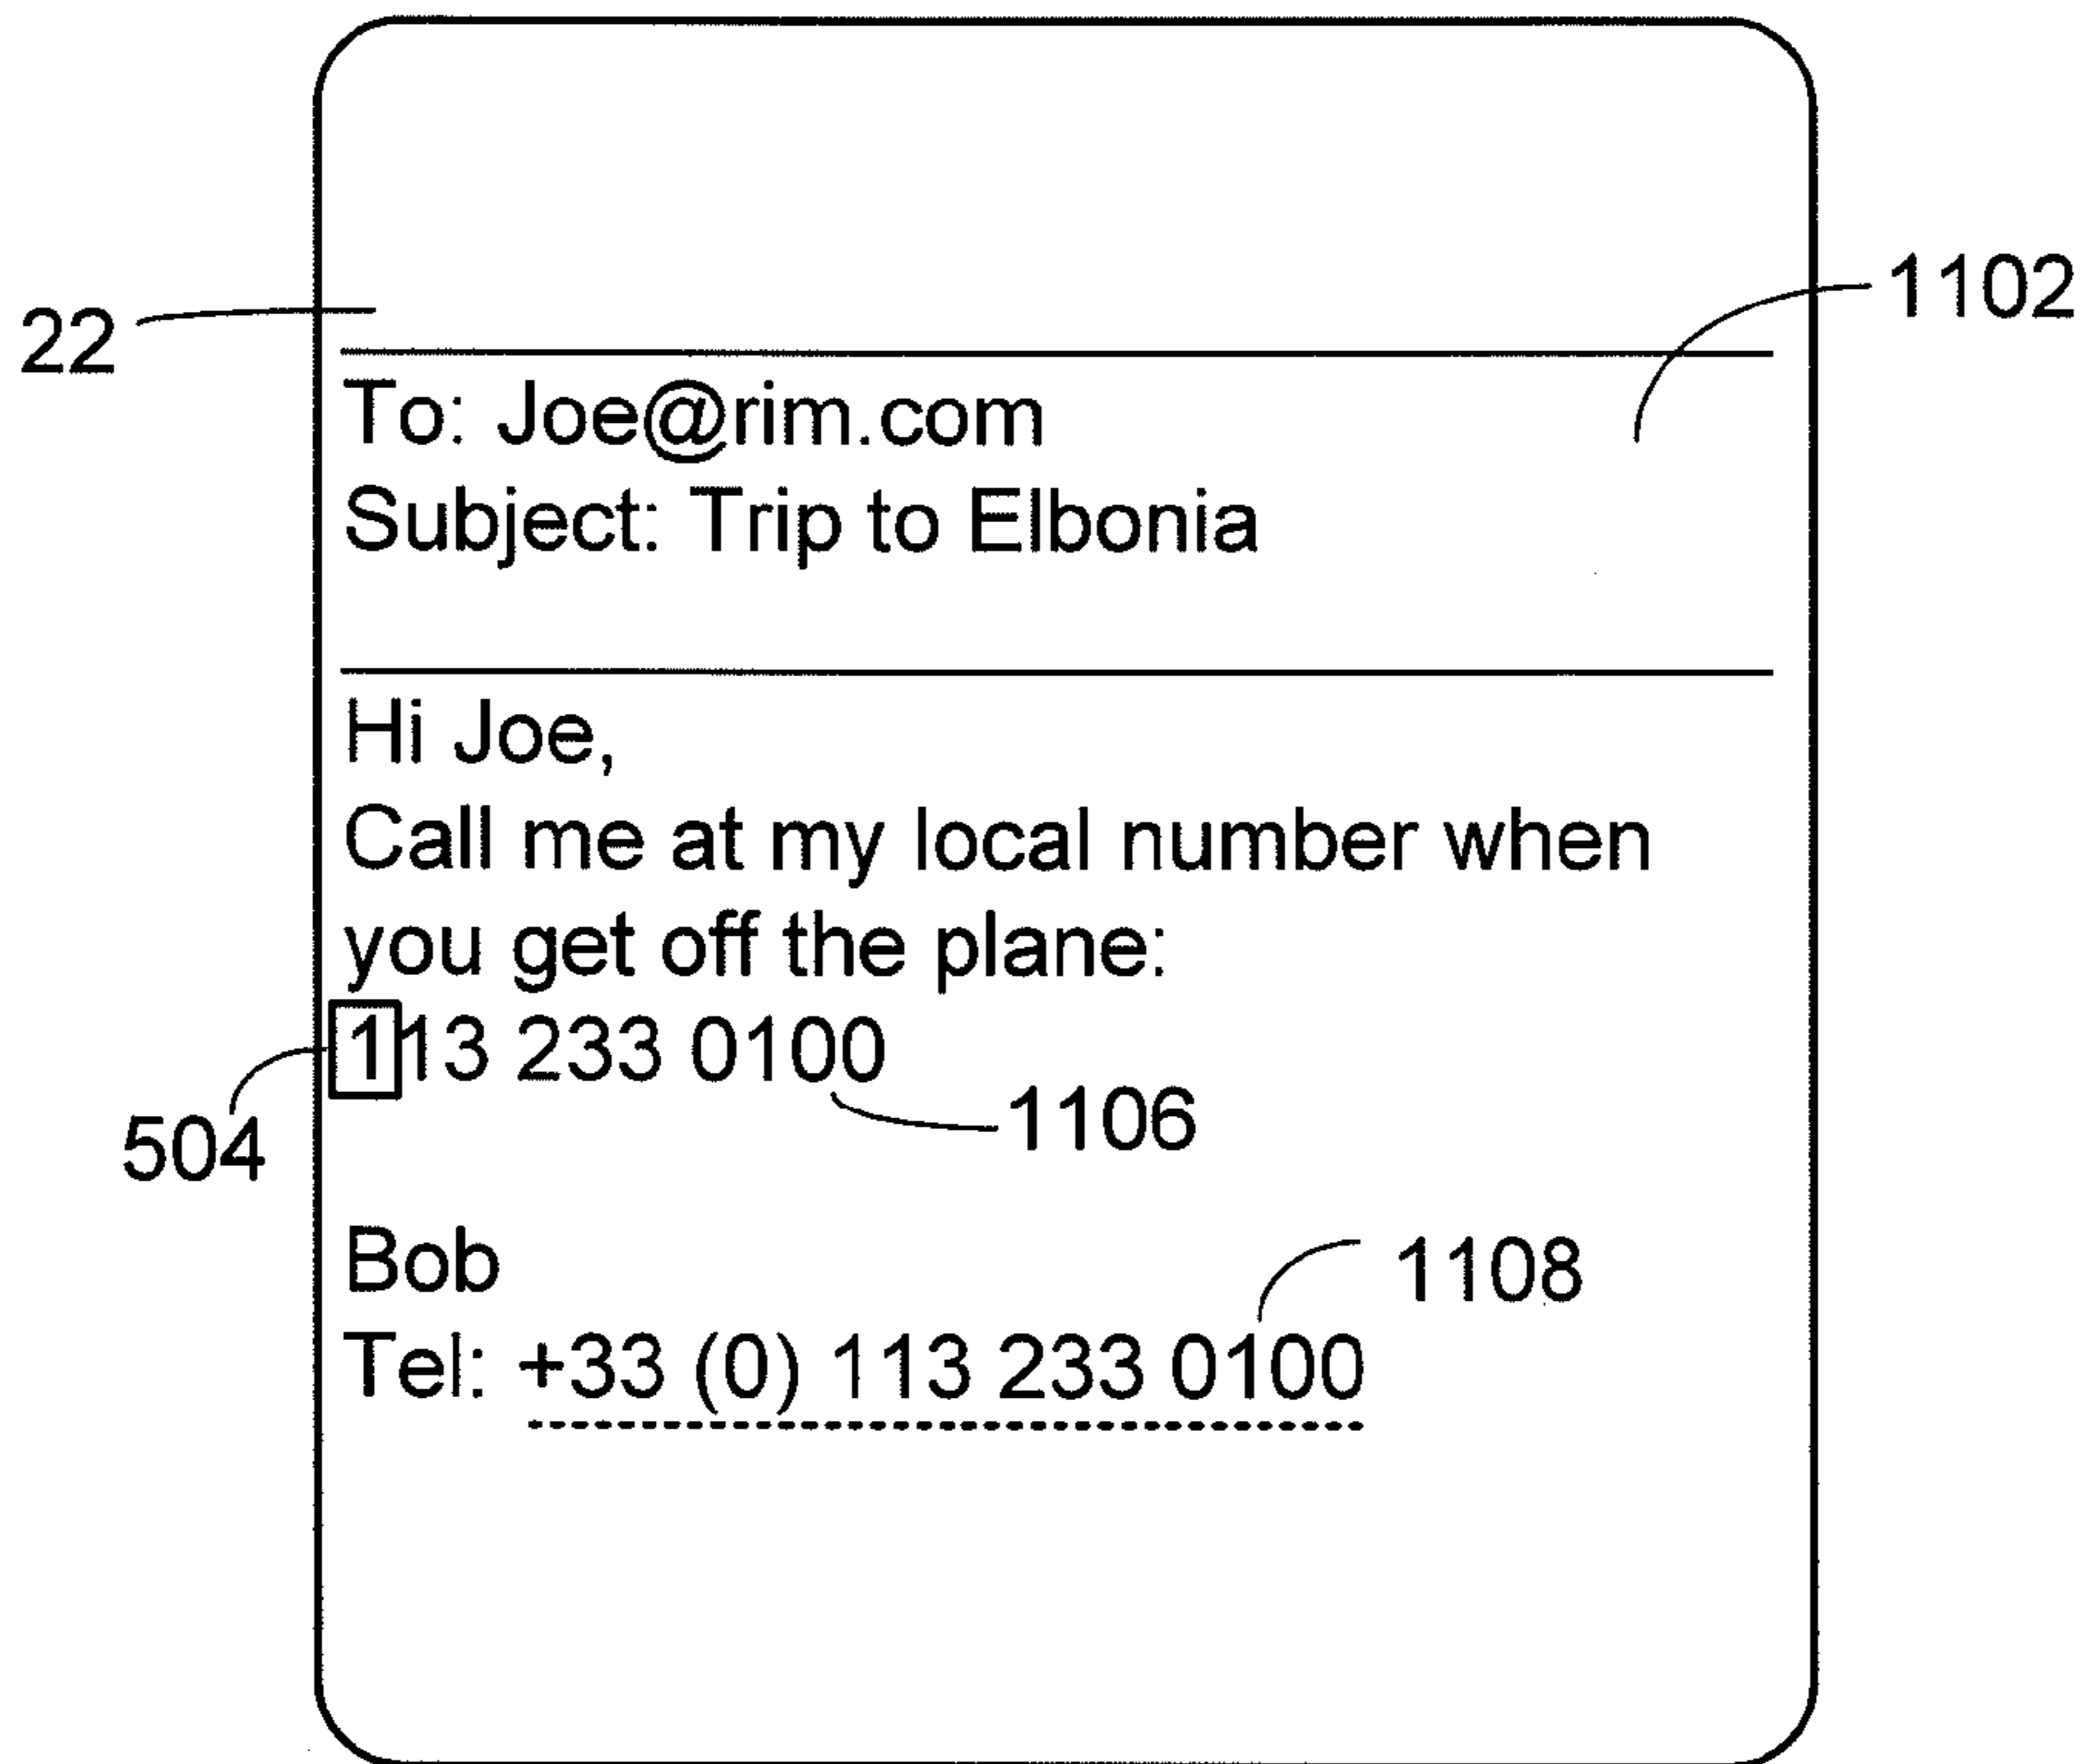 1102
22
To: Joe@rim.com
Subject: Trip to Elbonia
Hi Joe,
Call me at my local number when
you get off the plane:
113 233 0100
1106
504
Bob
1108
Tel: +33 (0) 113 233 0100